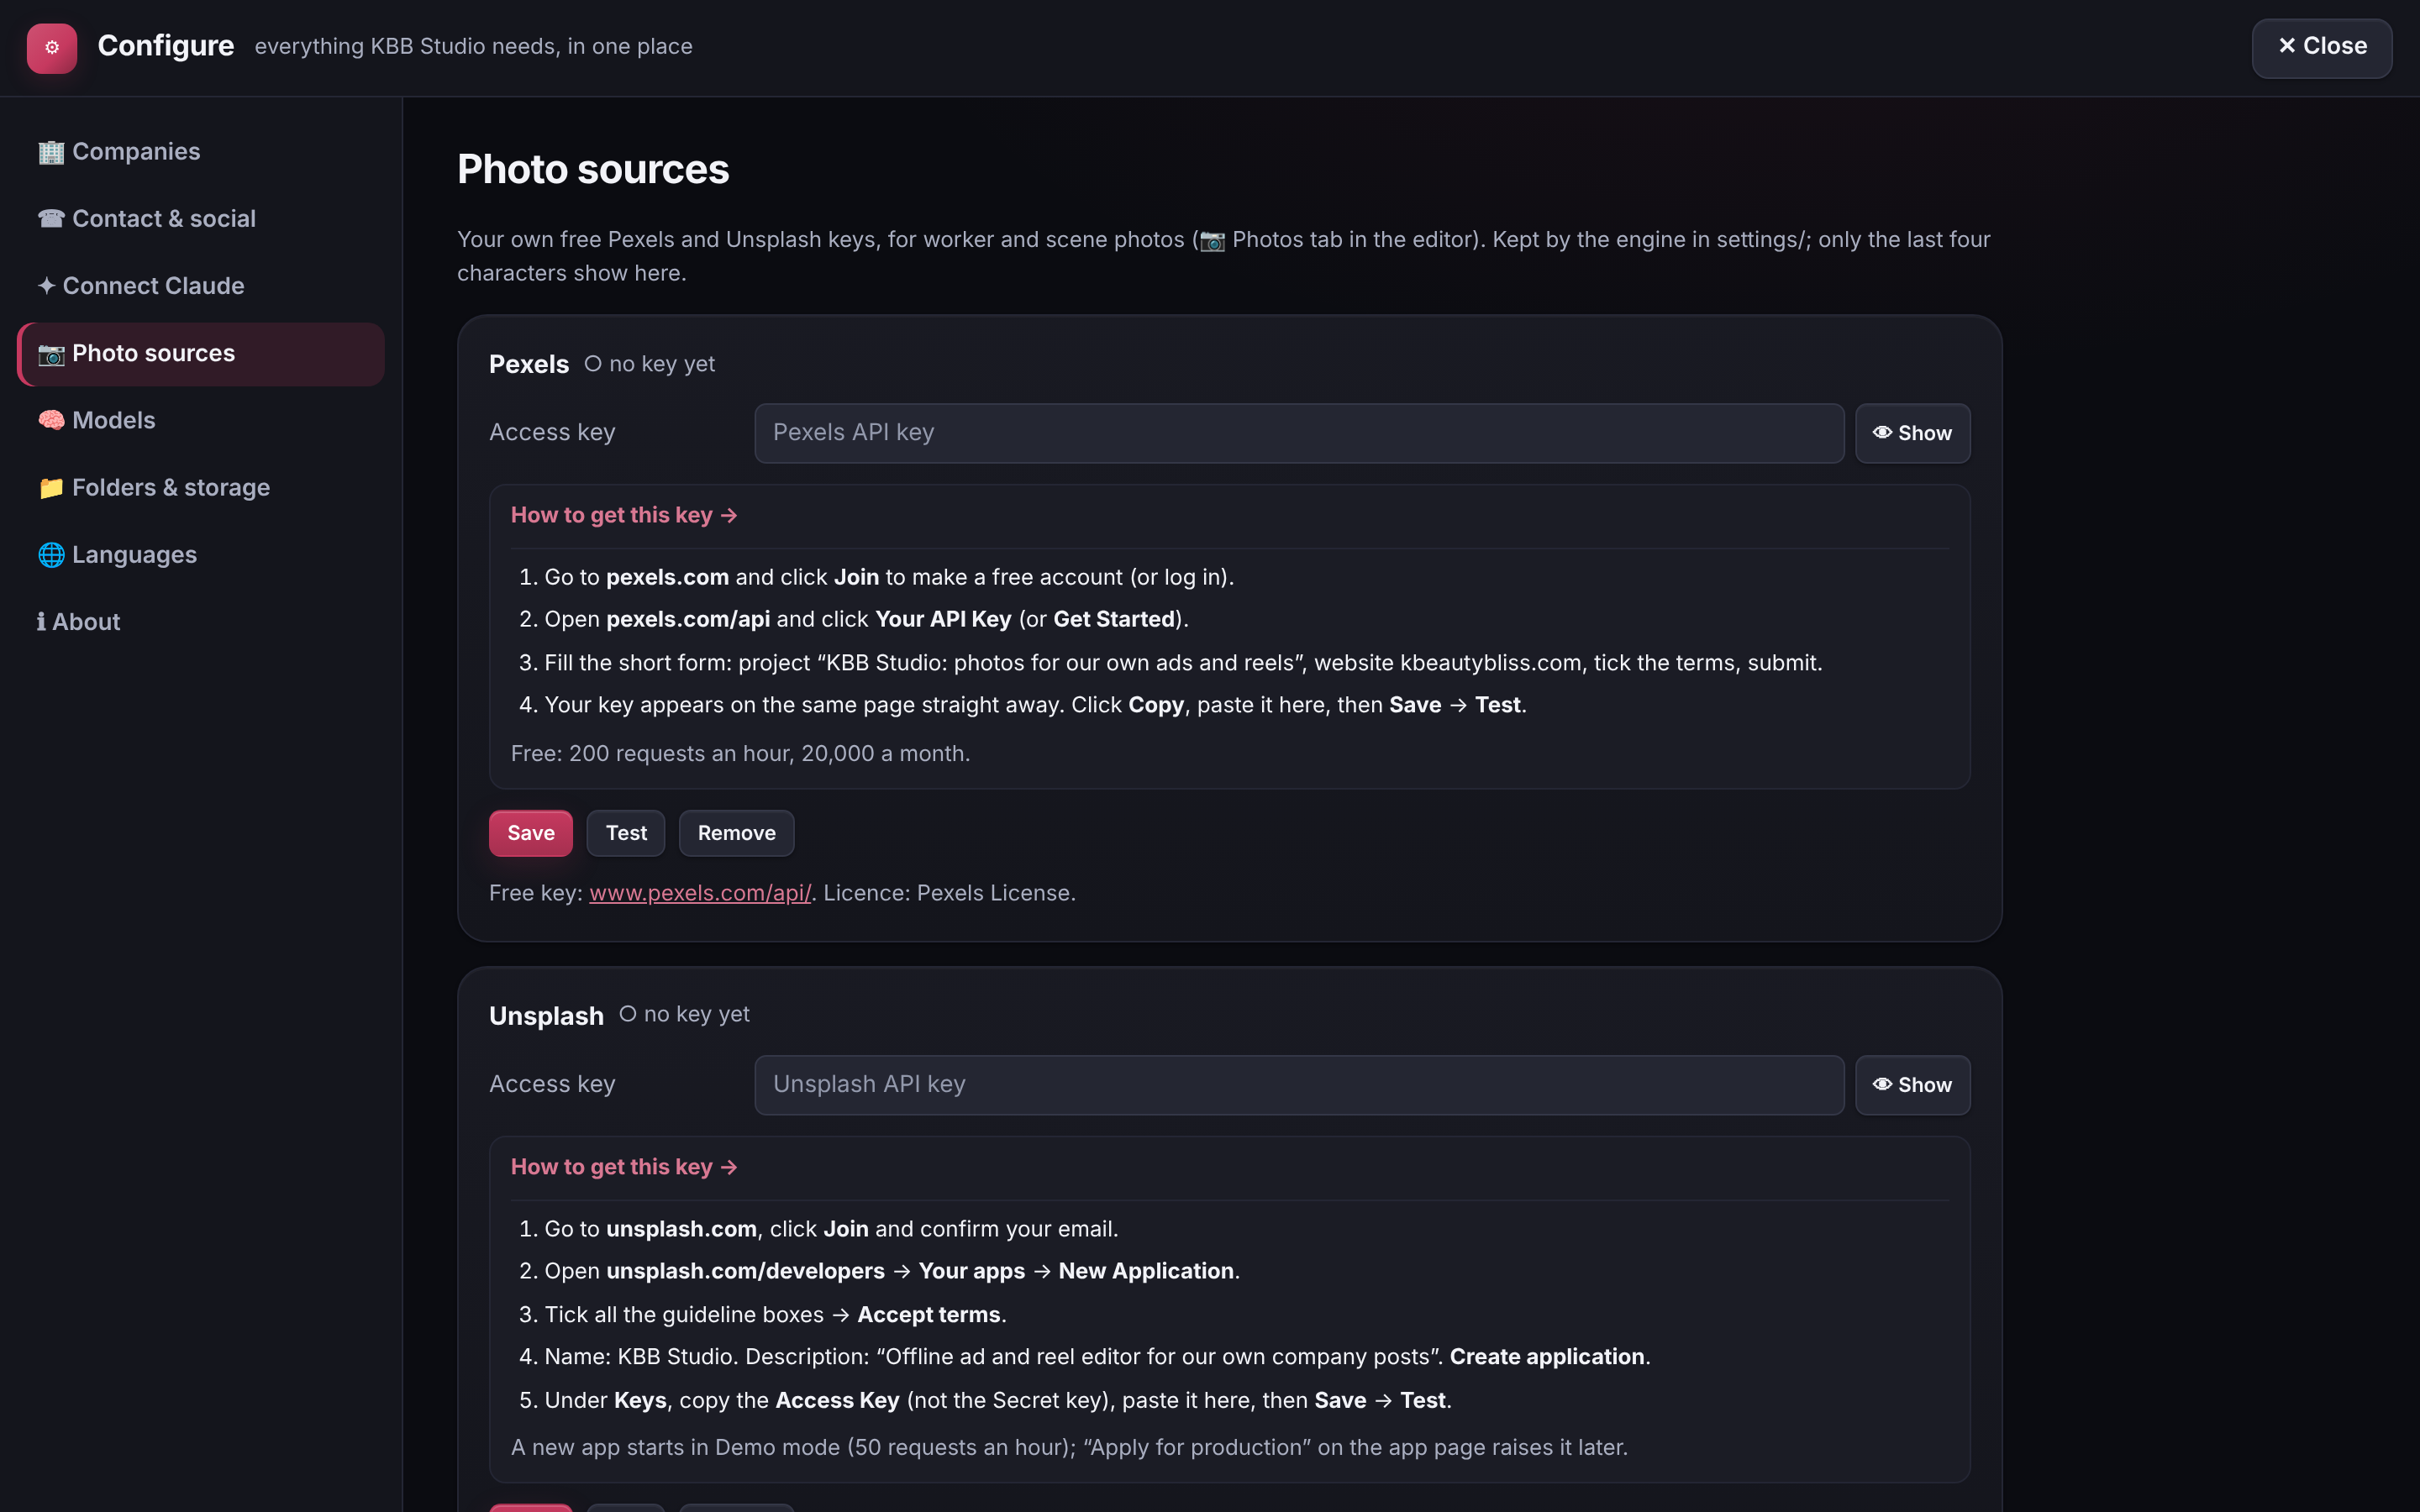 Configure everything KBB Studio needs, in one place
✕ Close
Companies
Contact & social
Connect Claude
Photo sources
Models
Folders & storage
Languages
About
Photo sources
Your own free Pexels and Unsplash keys, for worker and scene photos (📷 Photos tab in the editor). Kept by the engine in settings/; only the last four
characters show here.
Pexels ○ no key yet
Access key
Pexels API key
Show
How to get this key →
1. Go to pexels.com and click Join to make a free account (or log in).
2. Open pexels.com/api and click Your API Key (or Get Started).
3. Fill the short form: project “KBB Studio: photos for our own ads and reels”, website kbeautybliss.com, tick the terms, submit.
4. Your key appears on the same page straight away. Click Copy, paste it here, then Save → Test.
Free: 200 requests an hour, 20,000 a month.
Save
Test
Remove
Free key: www.pexels.com/api/. Licence: Pexels License.
Unsplash ○ no key yet
Access key
Unsplash API key
Show
How to get this key →
1. Go to unsplash.com, click Join and confirm your email.
2. Open unsplash.com/developers → Your apps → New Application.
3. Tick all the guideline boxes → Accept terms.
4. Name: KBB Studio. Description: “Offline ad and reel editor for our own company posts”. Create application.
5. Under Keys, copy the Access Key (not the Secret key), paste it here, then Save → Test.
A new app starts in Demo mode (50 requests an hour); “Apply for production” on the app page raises it later.